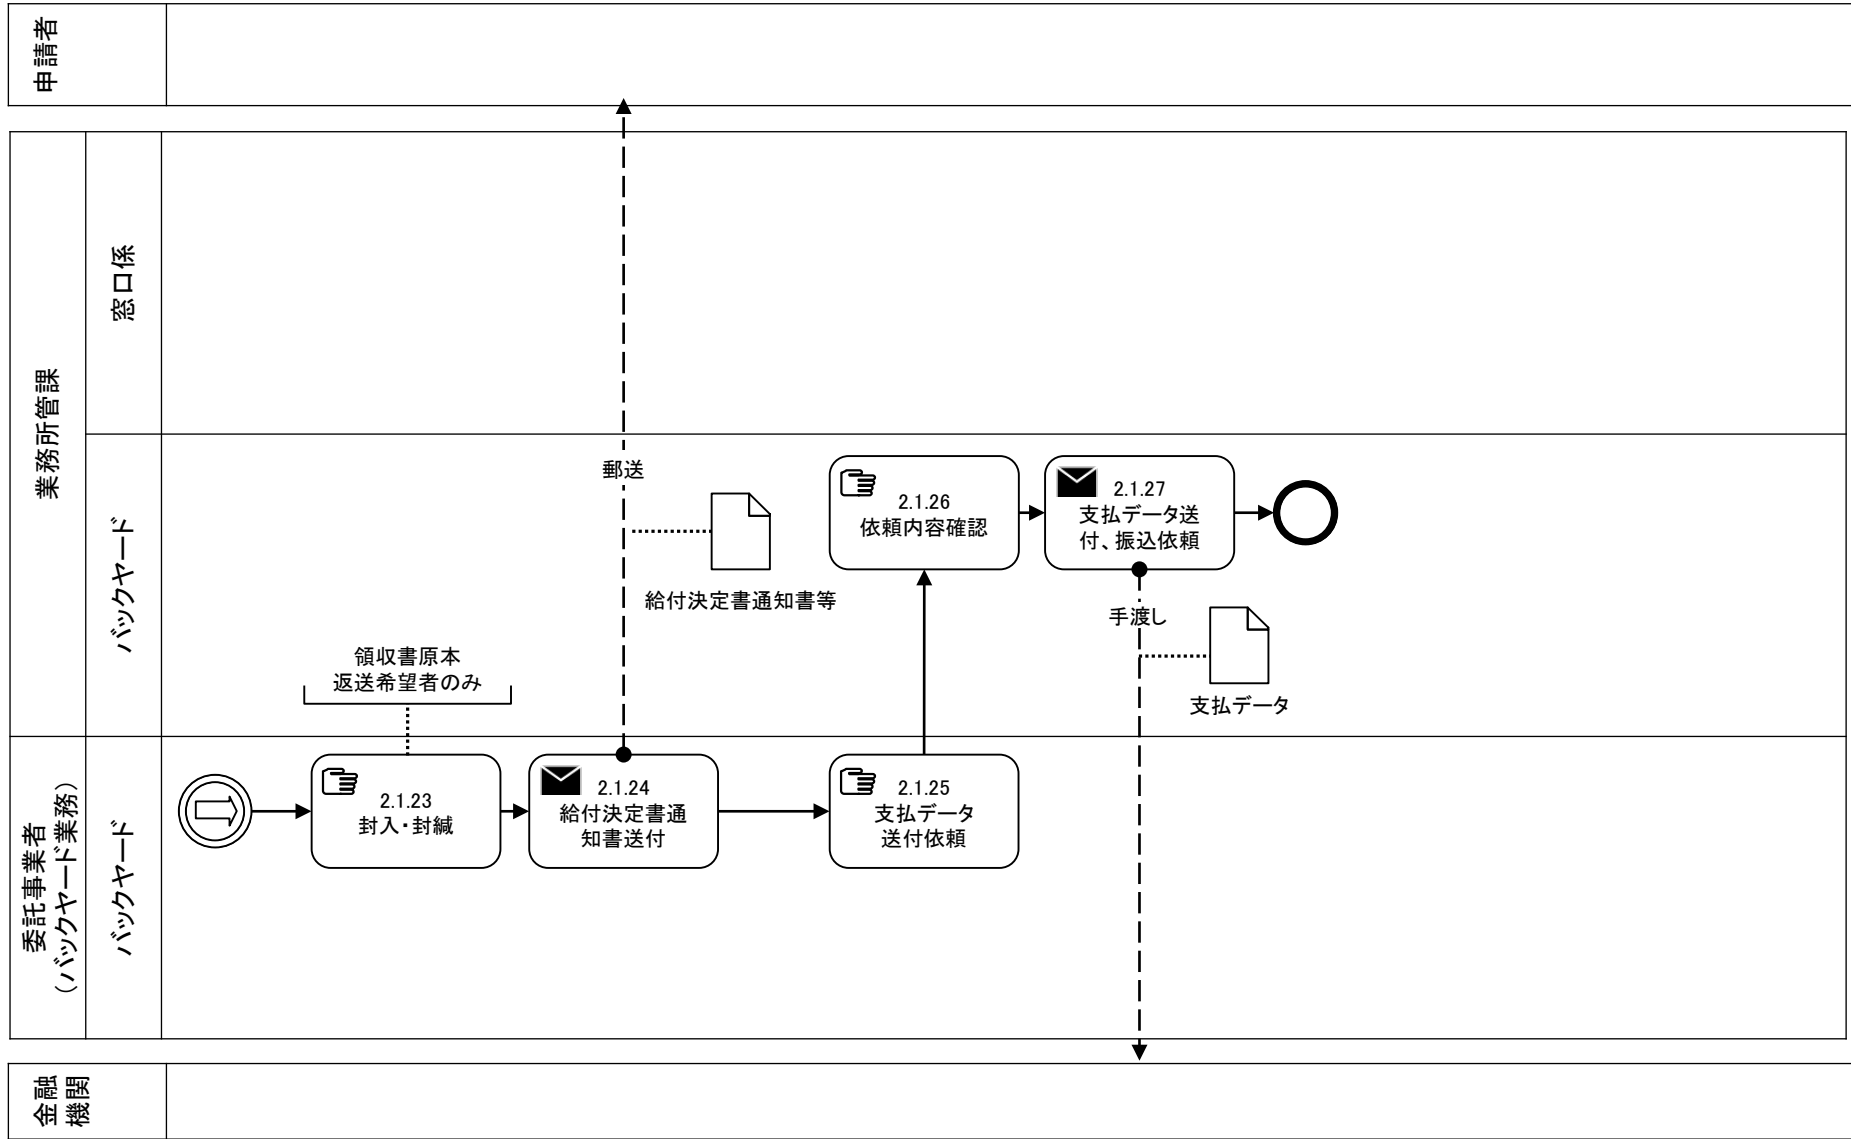 申請者
業務所管課
窓口係
バックヤード
郵送
給付決定書通知書等
領収書原本
返送希望者のみ
2.1.26
依頼内容確認
2.1.27
支払データ送
付、振込依頼
手渡し
支払データ
委託事業者
（バックヤード業務）
バックヤード
2.1.23
封入・封緘
2.1.24
給付決定書通
知書送付
2.1.25
支払データ
送付依頼
金融
機関